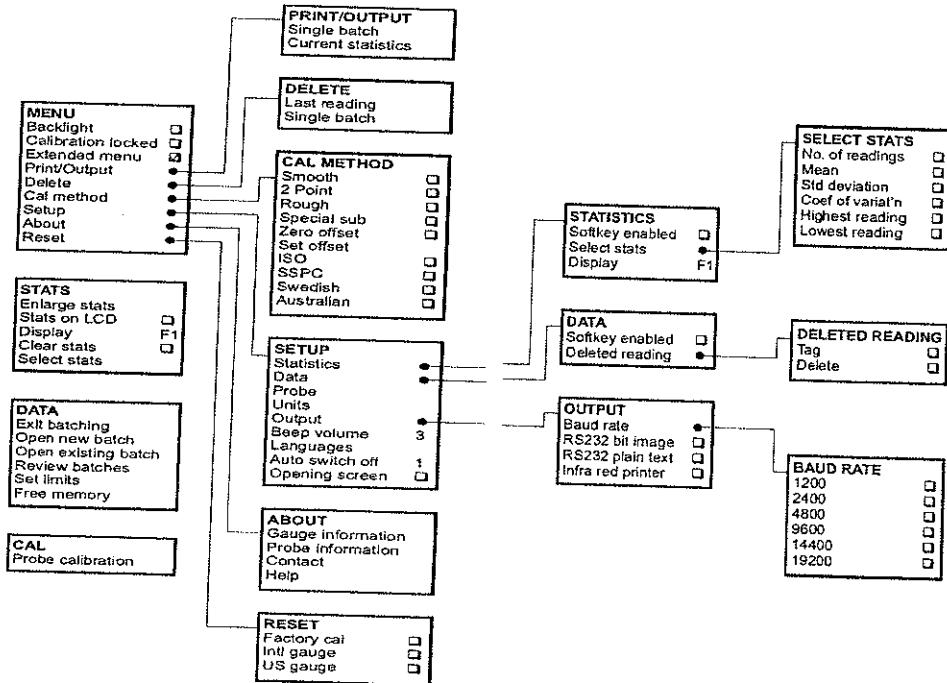 PRINT/OUTPUT
Single batch
Current statistics
DELETE
Last reading
Single batch
MENU
Backlight
Calibration locked
Extended menu
Print/Output
Delete
Cal method
Setup
About
Reset
CAL METHOD
Smooth
2 Point
Rough
Special sub
Zero offset
Set offset
ISO
SSPC
Swedish
Australian
STATS
Enlarge stats
Stats on LCD
Display F1
Clear stats
Select stats
SETUP
Statistics
Data
Probe
Units
Output
Beep volume 3
Languages
Auto switch off 1
Opening screen
DATA
Exit batching
Open new batch
Open existing batch
Review batches
Set limits
Free memory
CAL
Probe calibration
ABOUT
Gauge information
Probe information
Contact
Help
RESET
Factory cal
Intl gauge
US gauge
STATISTICS
Softkey enabled
Select stats
Display F1
DATA
Softkey enabled
Deleted reading
OUTPUT
Baud rate
RS232 bit image
RS232 plain text
Infra red printer
SELECT STATS
No. of readings
Mean
Std deviation
Coef of variat'n
Highest reading
Lowest reading
DELETED READING
Tag
Delete
BAUD RATE
1200
2400
4800
9600
14400
19200